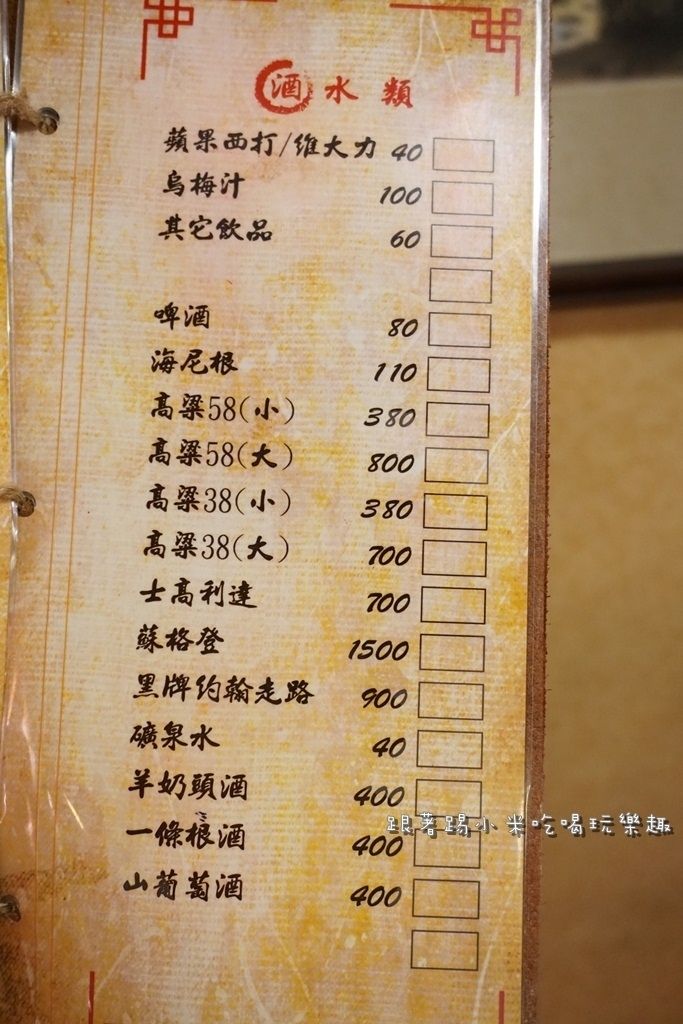 酒水類
蘋果西打/維大力 40
烏梅汁 100
其它飲品 60
啤酒 80
海尼根 110
高粱58(小) 380
高粱58(大) 800
高粱38(小) 380
高粱38(大) 700
士高利達 700
蘇格登 1500
黑牌約翰走路 900
礦泉水 40
羊奶頭酒 400
跟著踢小米吃喝玩樂趣
一條根酒 400
山葡萄酒 400